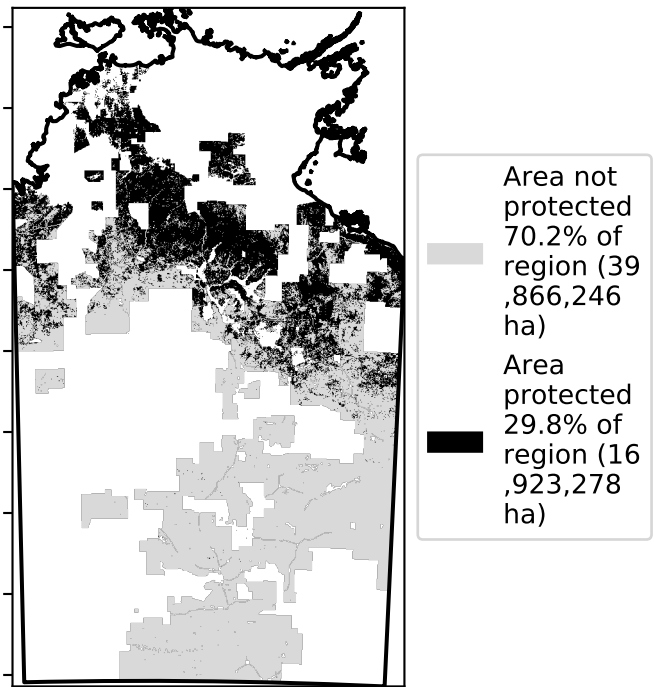 Area not
protected
70.2% of
region (39
,866,246
ha)
Area
protected
29.8% of
region (16
,923,278
ha)